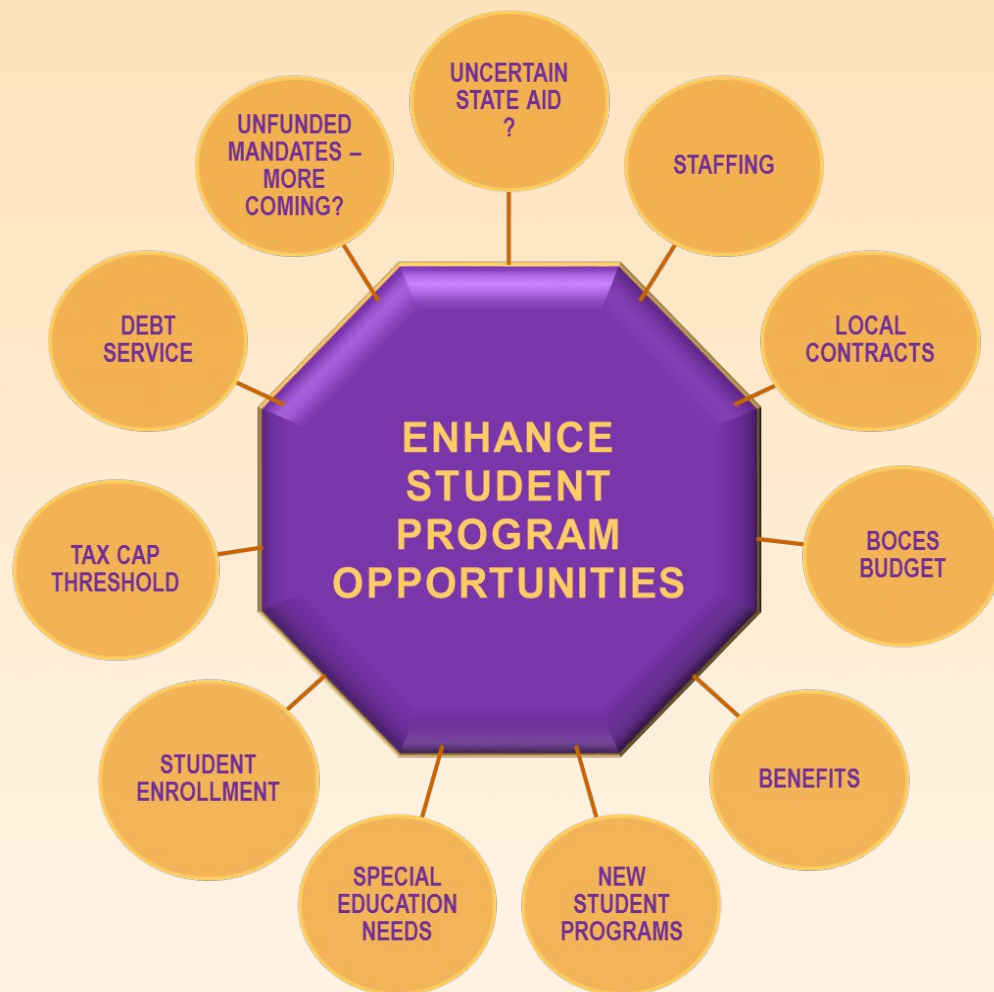 UNCERTAIN
STATE AID
?
STAFFING
LOCAL
CONTRACTS
BOCES
BUDGET
BENEFITS
NEW
STUDENT
PROGRAMS
SPECIAL
EDUCATION
NEEDS
STUDENT
ENROLLMENT
TAX CAP
THRESHOLD
DEBT
SERVICE
UNFUNDED
MANDATES –
MORE
COMING?
ENHANCE
STUDENT
PROGRAM
OPPORTUNITIES